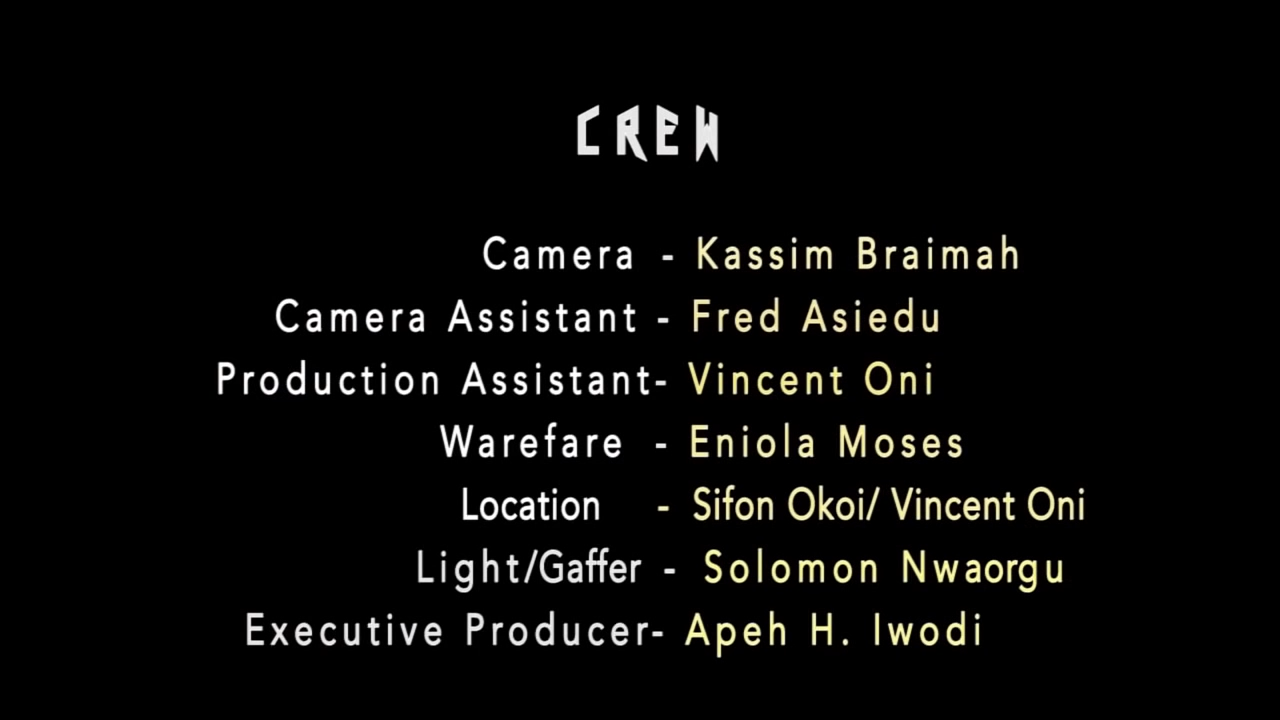 CREW
Camera - Kassim Braimah
Camera Assistant - Fred Asiedu
Production Assistant- Vincent Oni
Warefare - Eniola Moses
Location - Sifon Okoi/ Vincent Oni
Light/Gaffer - Solomon Nwaorgu
Executive Producer- Apeh H. Iwodi